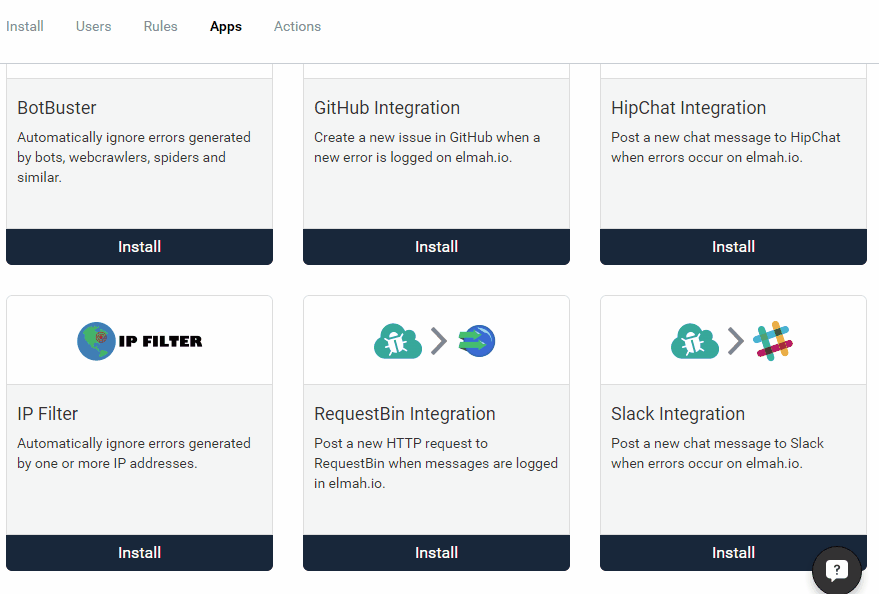 Install Users Rules Apps Actions
BotBuster
Automatically ignore errors generated
by bots, webcrawlers, spiders and
similar.
Install
GitHub Integration
Create a new issue in GitHub when a
new error is logged on elmah.io.
Install
HipChat Integration
Post a new chat message to HipChat
when errors occur on elmah.io.
Install
IP FILTER
IP Filter
Automatically ignore errors generated
by one or more IP addresses.
Install
RequestBin Integration
Post a new HTTP request to
RequestBin when messages are logged
in elmah.io.
Install
Slack Integration
Post a new chat message to Slack
when errors occur on elmah.io.
Install
?